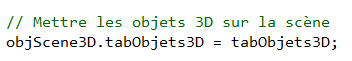 // Mettre les objets 3D sur la scène
objScene3D.tabObjets3D = tabObjets3D;